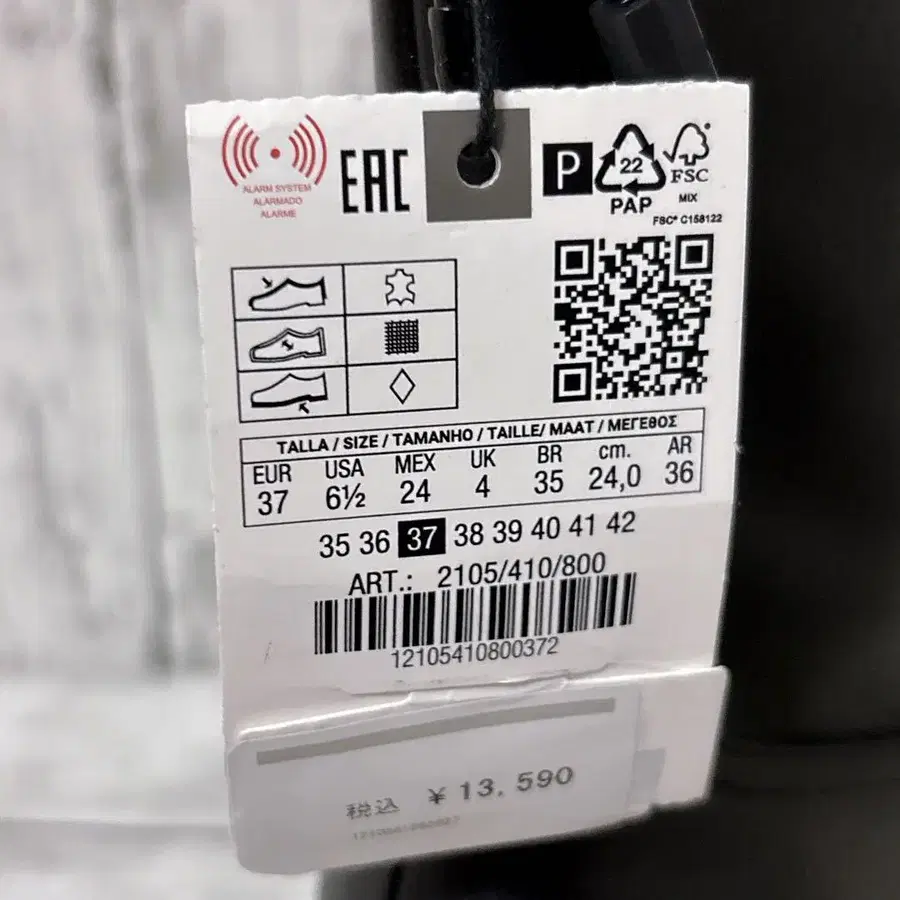 ALARM SYSTEM
ALARMADO
ALARME
EAC
P
22
PAP
FSC
MIX
FSC® C158122
TALLA / SIZE / TAMANHO / TAILLE/ MAAT / ΜΕΓΕΘΟΣ
EUR USA MEX UK BR cm. AR
37 6½ 24 4 35 24,0 36
35 36 37 38 39 40 41 42
ART.: 2105/410/800
12105410800372
税込 ¥13,590